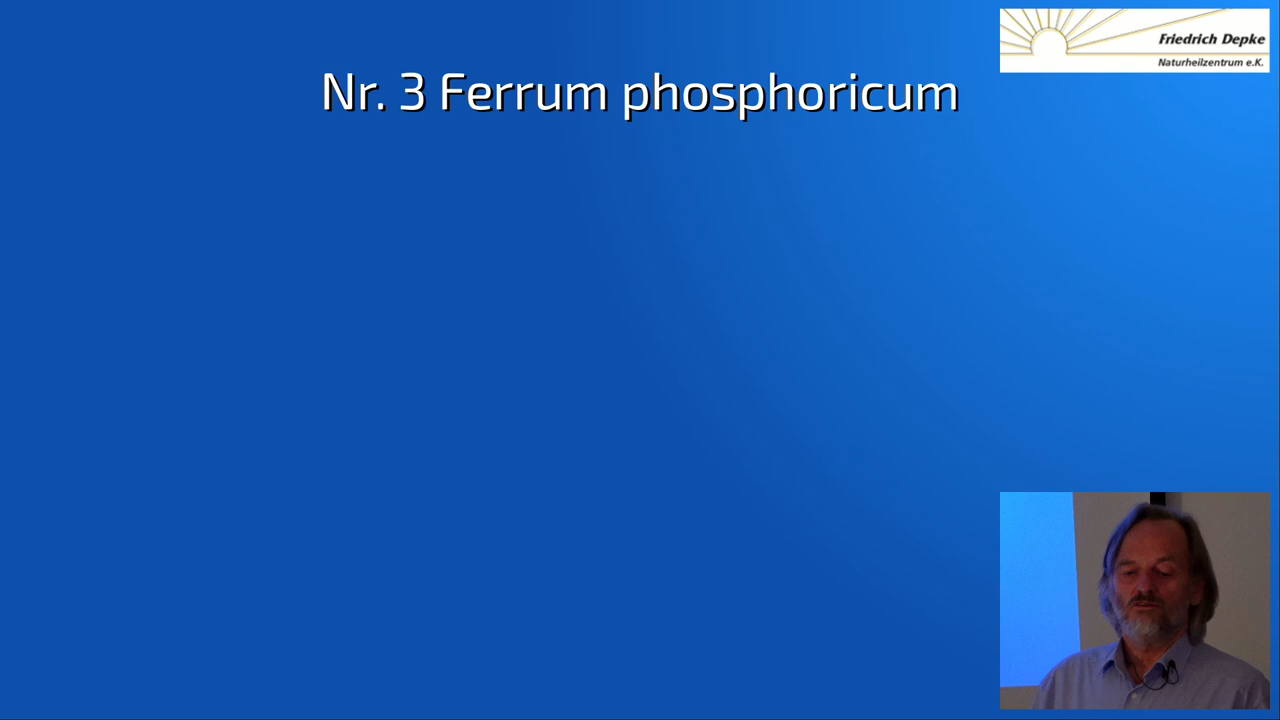 Friedrich Depke
Naturheilzentrum e.K.
Nr. 3 Ferrum phosphoricum